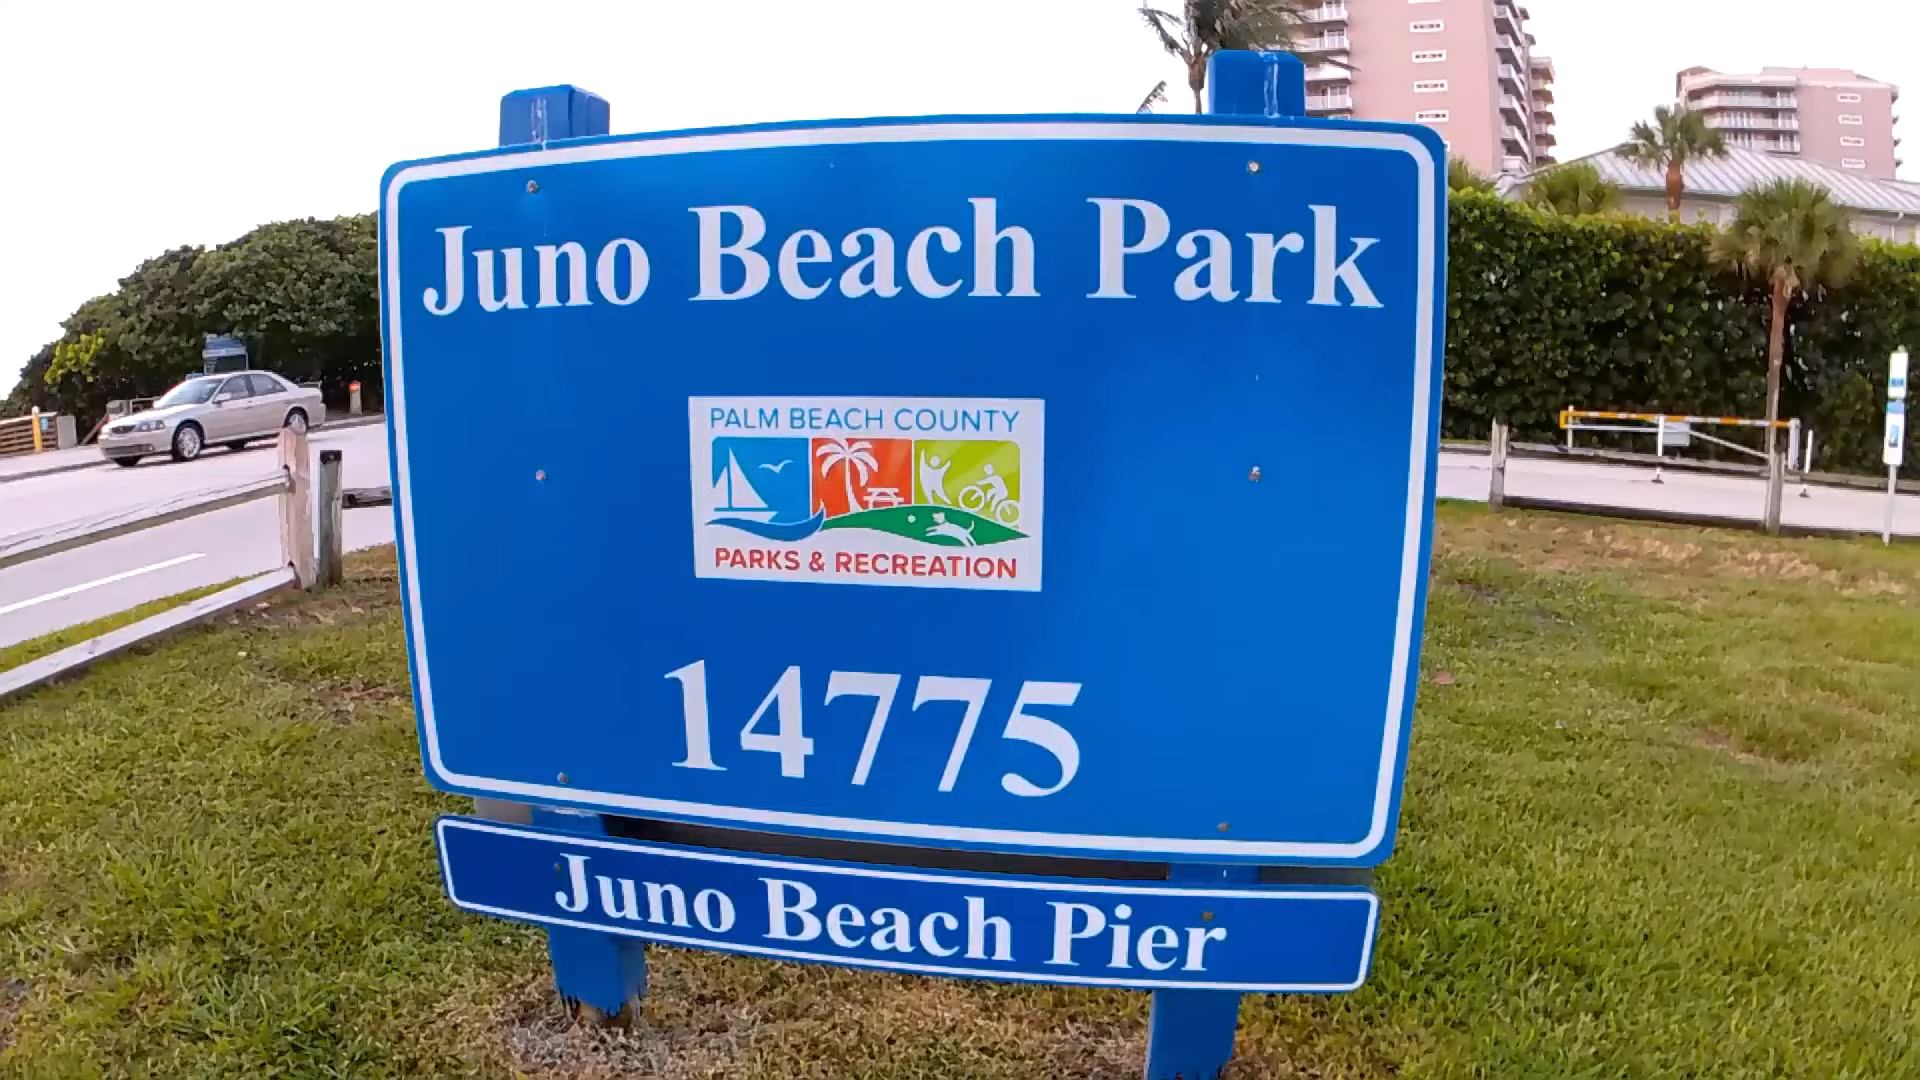 Juno Beach Park
PALM BEACH COUNTY
PARKS & RECREATION
14775
Juno Beach Pier